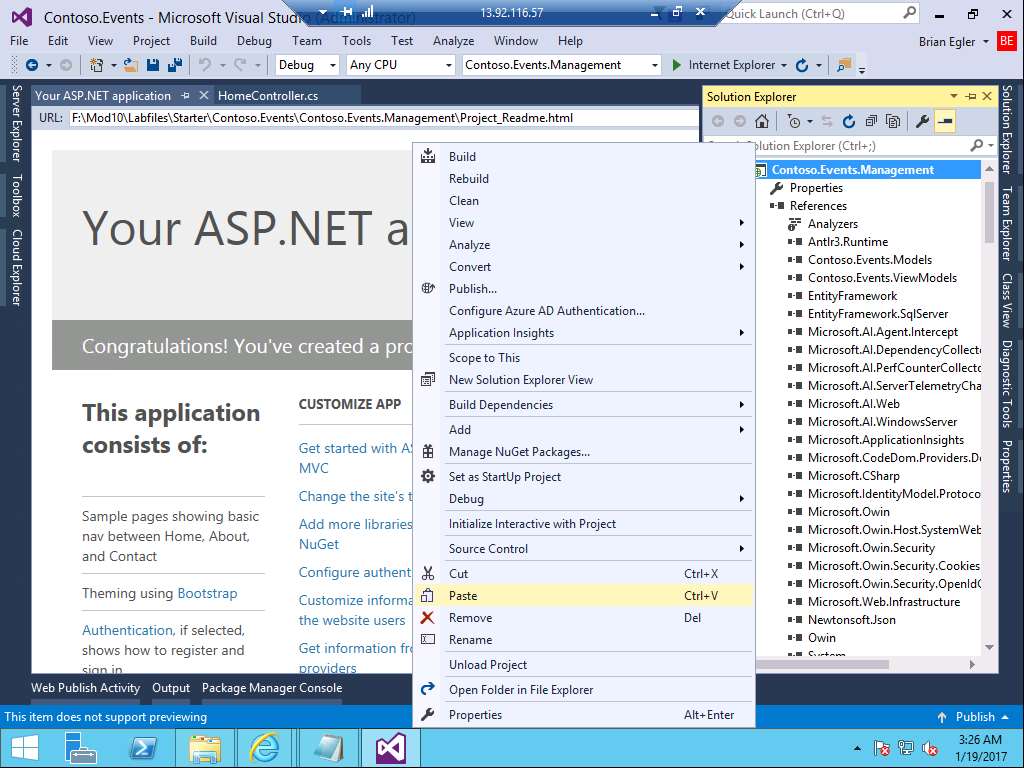 Contoso.Events - Microsoft Visual Studio (Administrator)
13.92.116.57
Quick Launch (Ctrl+Q)
File Edit View Project Build Debug Team Tools Test Analyze Window Help
Brian Egler
BE
Debug Any CPU Contoso.Events.Management Internet Explorer
Server Explorer
Toolbox
Cloud Explorer
Your ASP.NET application HomeController.cs
URL: F:\Mod10\Labfiles\Starter\Contoso.Events\Contoso.Events.Management\Project_Readme.html
Your ASP.NET a
Congratulations! You've created a pro
This application
consists of:
Sample pages showing basic
nav between Home, About,
and Contact
Theming using Bootstrap
Authentication, if selected,
shows how to register and
sign in
CUSTOMIZE APP
Get started with AS
MVC
Change the site's t
Add more libraries
NuGet
Configure authent
Customize informa
the website users
Get information fro
providers
Build
Rebuild
Clean
View
Analyze
Convert
Publish...
Configure Azure AD Authentication...
Application Insights
Scope to This
New Solution Explorer View
Build Dependencies
Add
Manage NuGet Packages...
Set as StartUp Project
Debug
Initialize Interactive with Project
Source Control
Cut Ctrl+X
Paste Ctrl+V
Remove Del
Rename
Unload Project
Open Folder in File Explorer
Properties Alt+Enter
Solution Explorer
Solution Explorer (Ctrl+;)
Contoso.Events.Management
Properties
References
Analyzers
Antlr3.Runtime
Contoso.Events.Models
Contoso.Events.ViewModels
EntityFramework
EntityFramework.SqlServer
Microsoft.AI.Agent.Intercept
Microsoft.AI.DependencyCollecto
Microsoft.AI.PerfCounterCollecto
Microsoft.AI.ServerTelemetryCha
Microsoft.AI.Web
Microsoft.AI.WindowsServer
Microsoft.ApplicationInsights
Microsoft.CodeDom.Providers.Do
Microsoft.CSharp
Microsoft.IdentityModel.Protoco
Microsoft.Owin
Microsoft.Owin.Host.SystemWeb
Microsoft.Owin.Security
Microsoft.Owin.Security.Cookies
Microsoft.Owin.Security.OpenIdC
Microsoft.Web.Infrastructure
Newtonsoft.Json
Owin
System
Solution Explorer
Team Explorer
Class View
Diagnostic Tools
Properties
Web Publish Activity Output Package Manager Console
This item does not support previewing
Publish
3:26 AM
1/19/2017